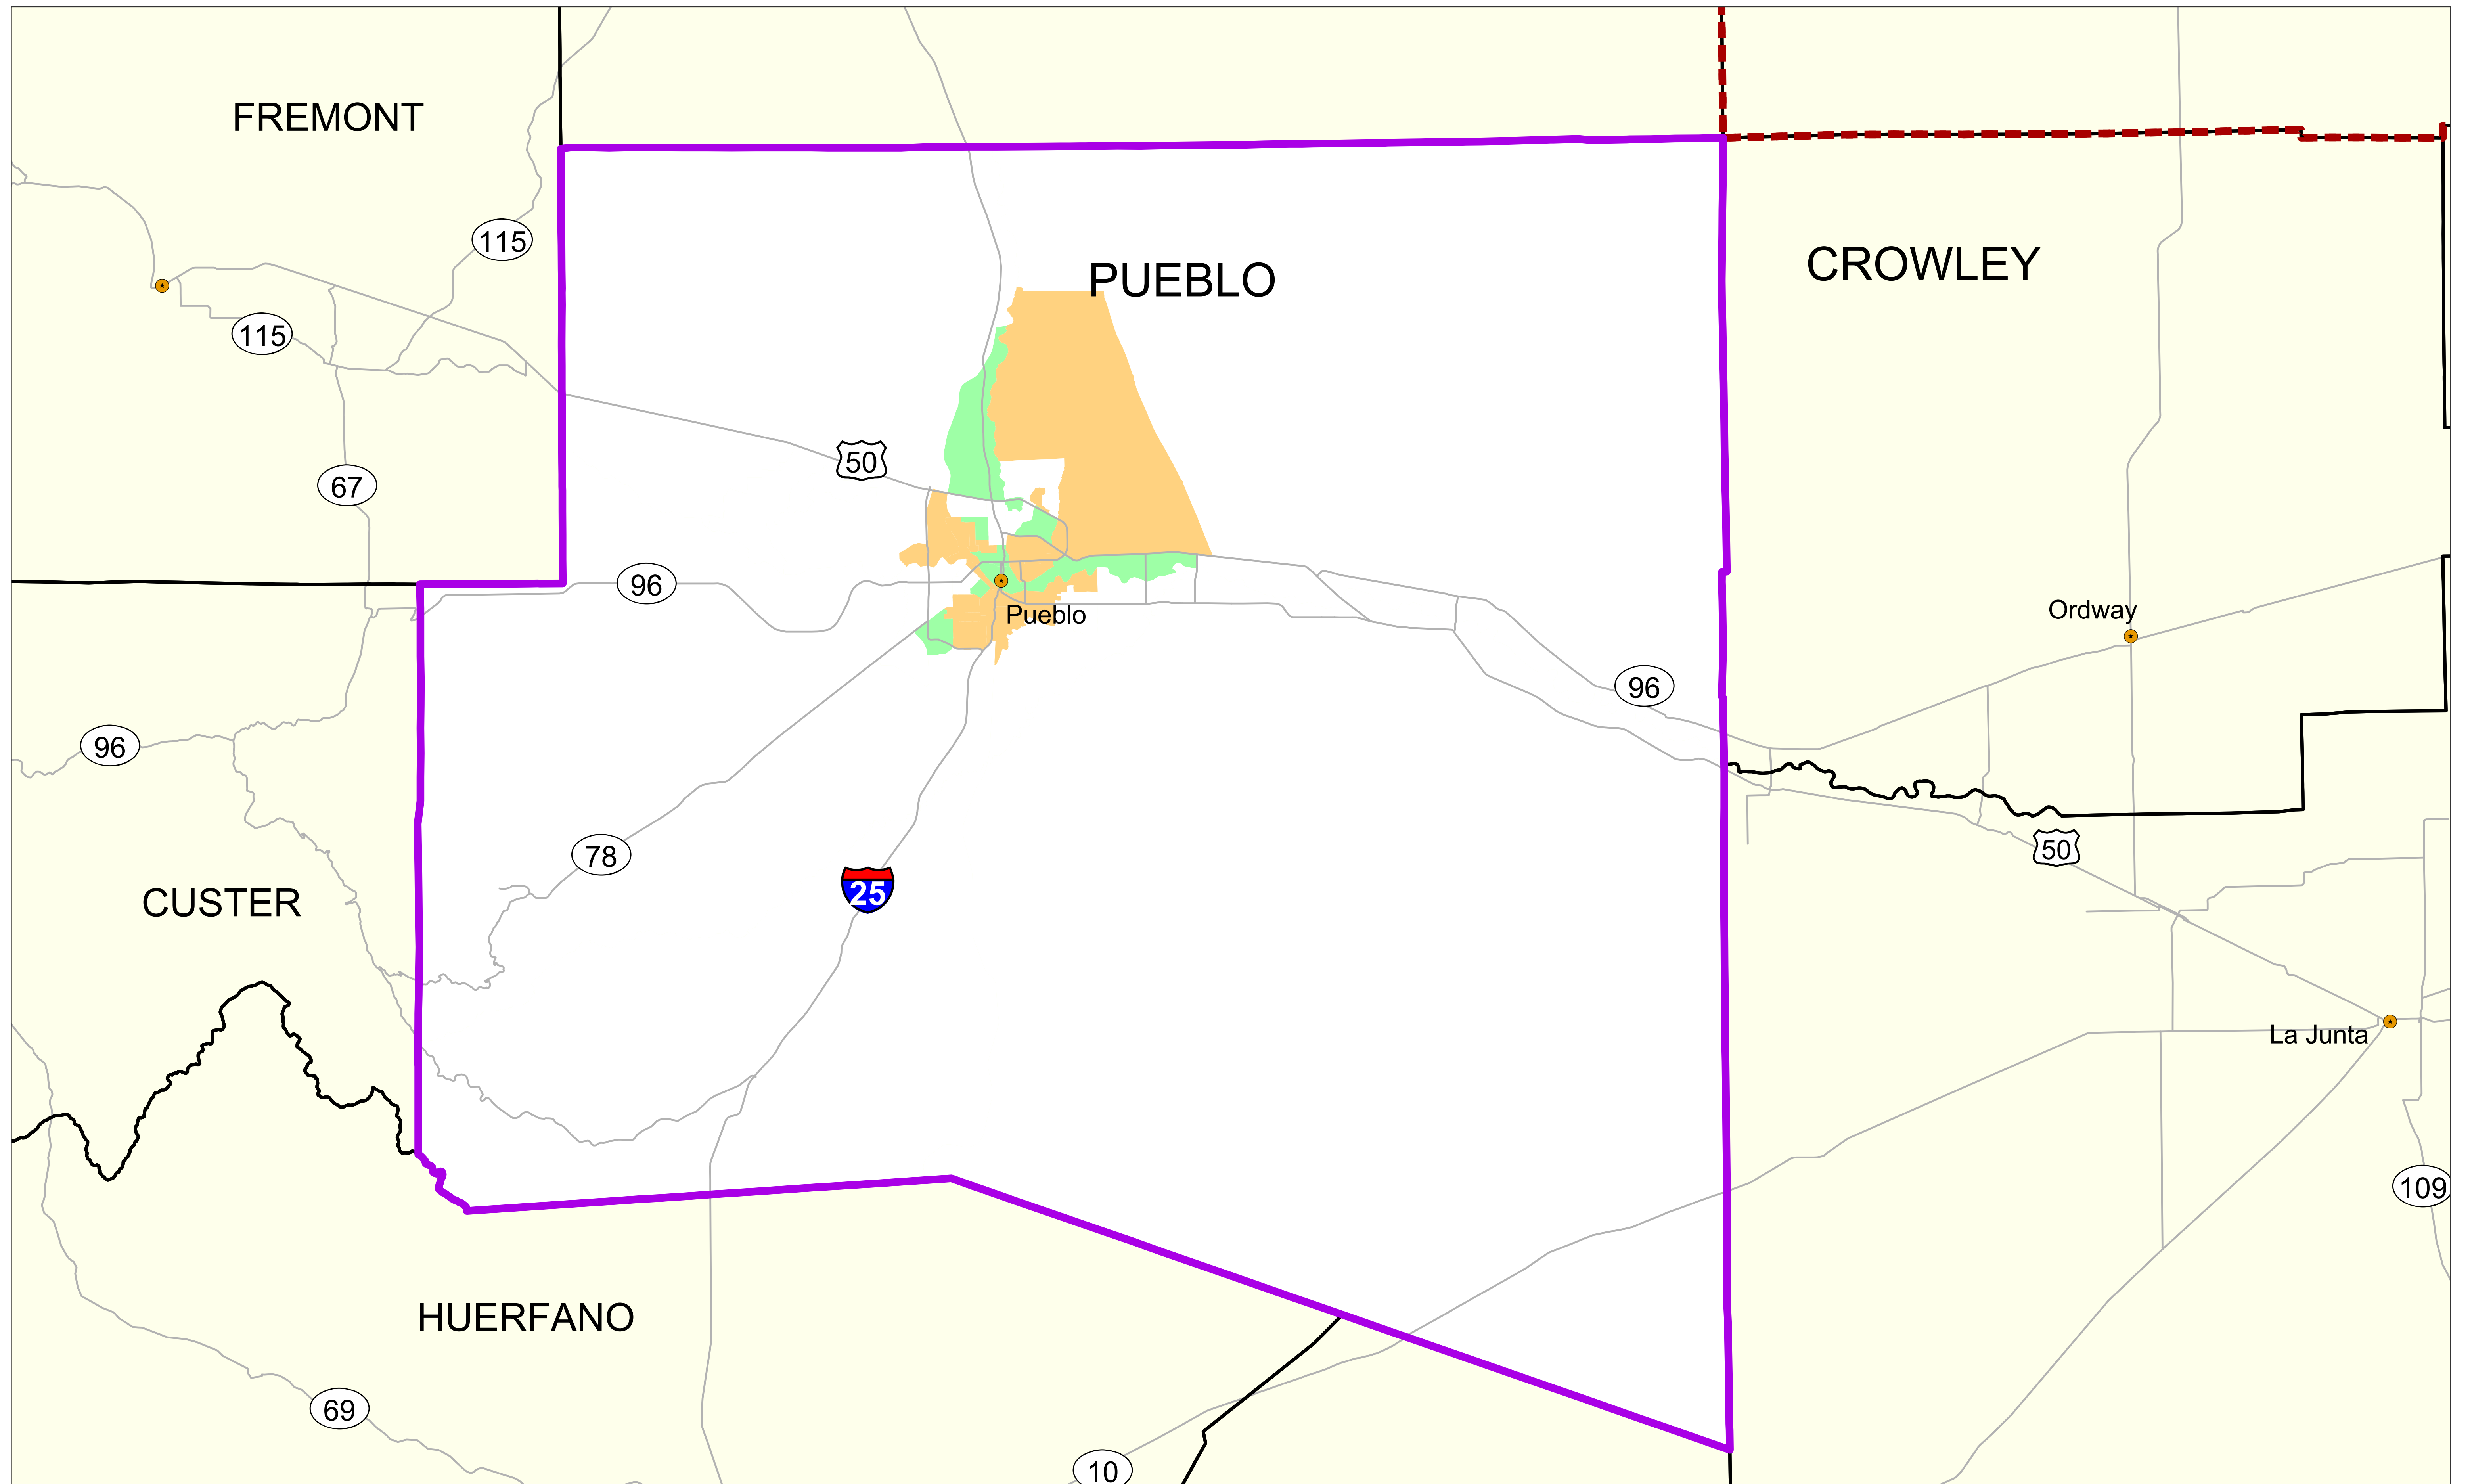 FREMONT
115
PUEBLO
CROWLEY
115
50
67
96
Ordway
Pueblo
96
96
50
78
25
CUSTER
La Junta
109
HUERFANO
69
10